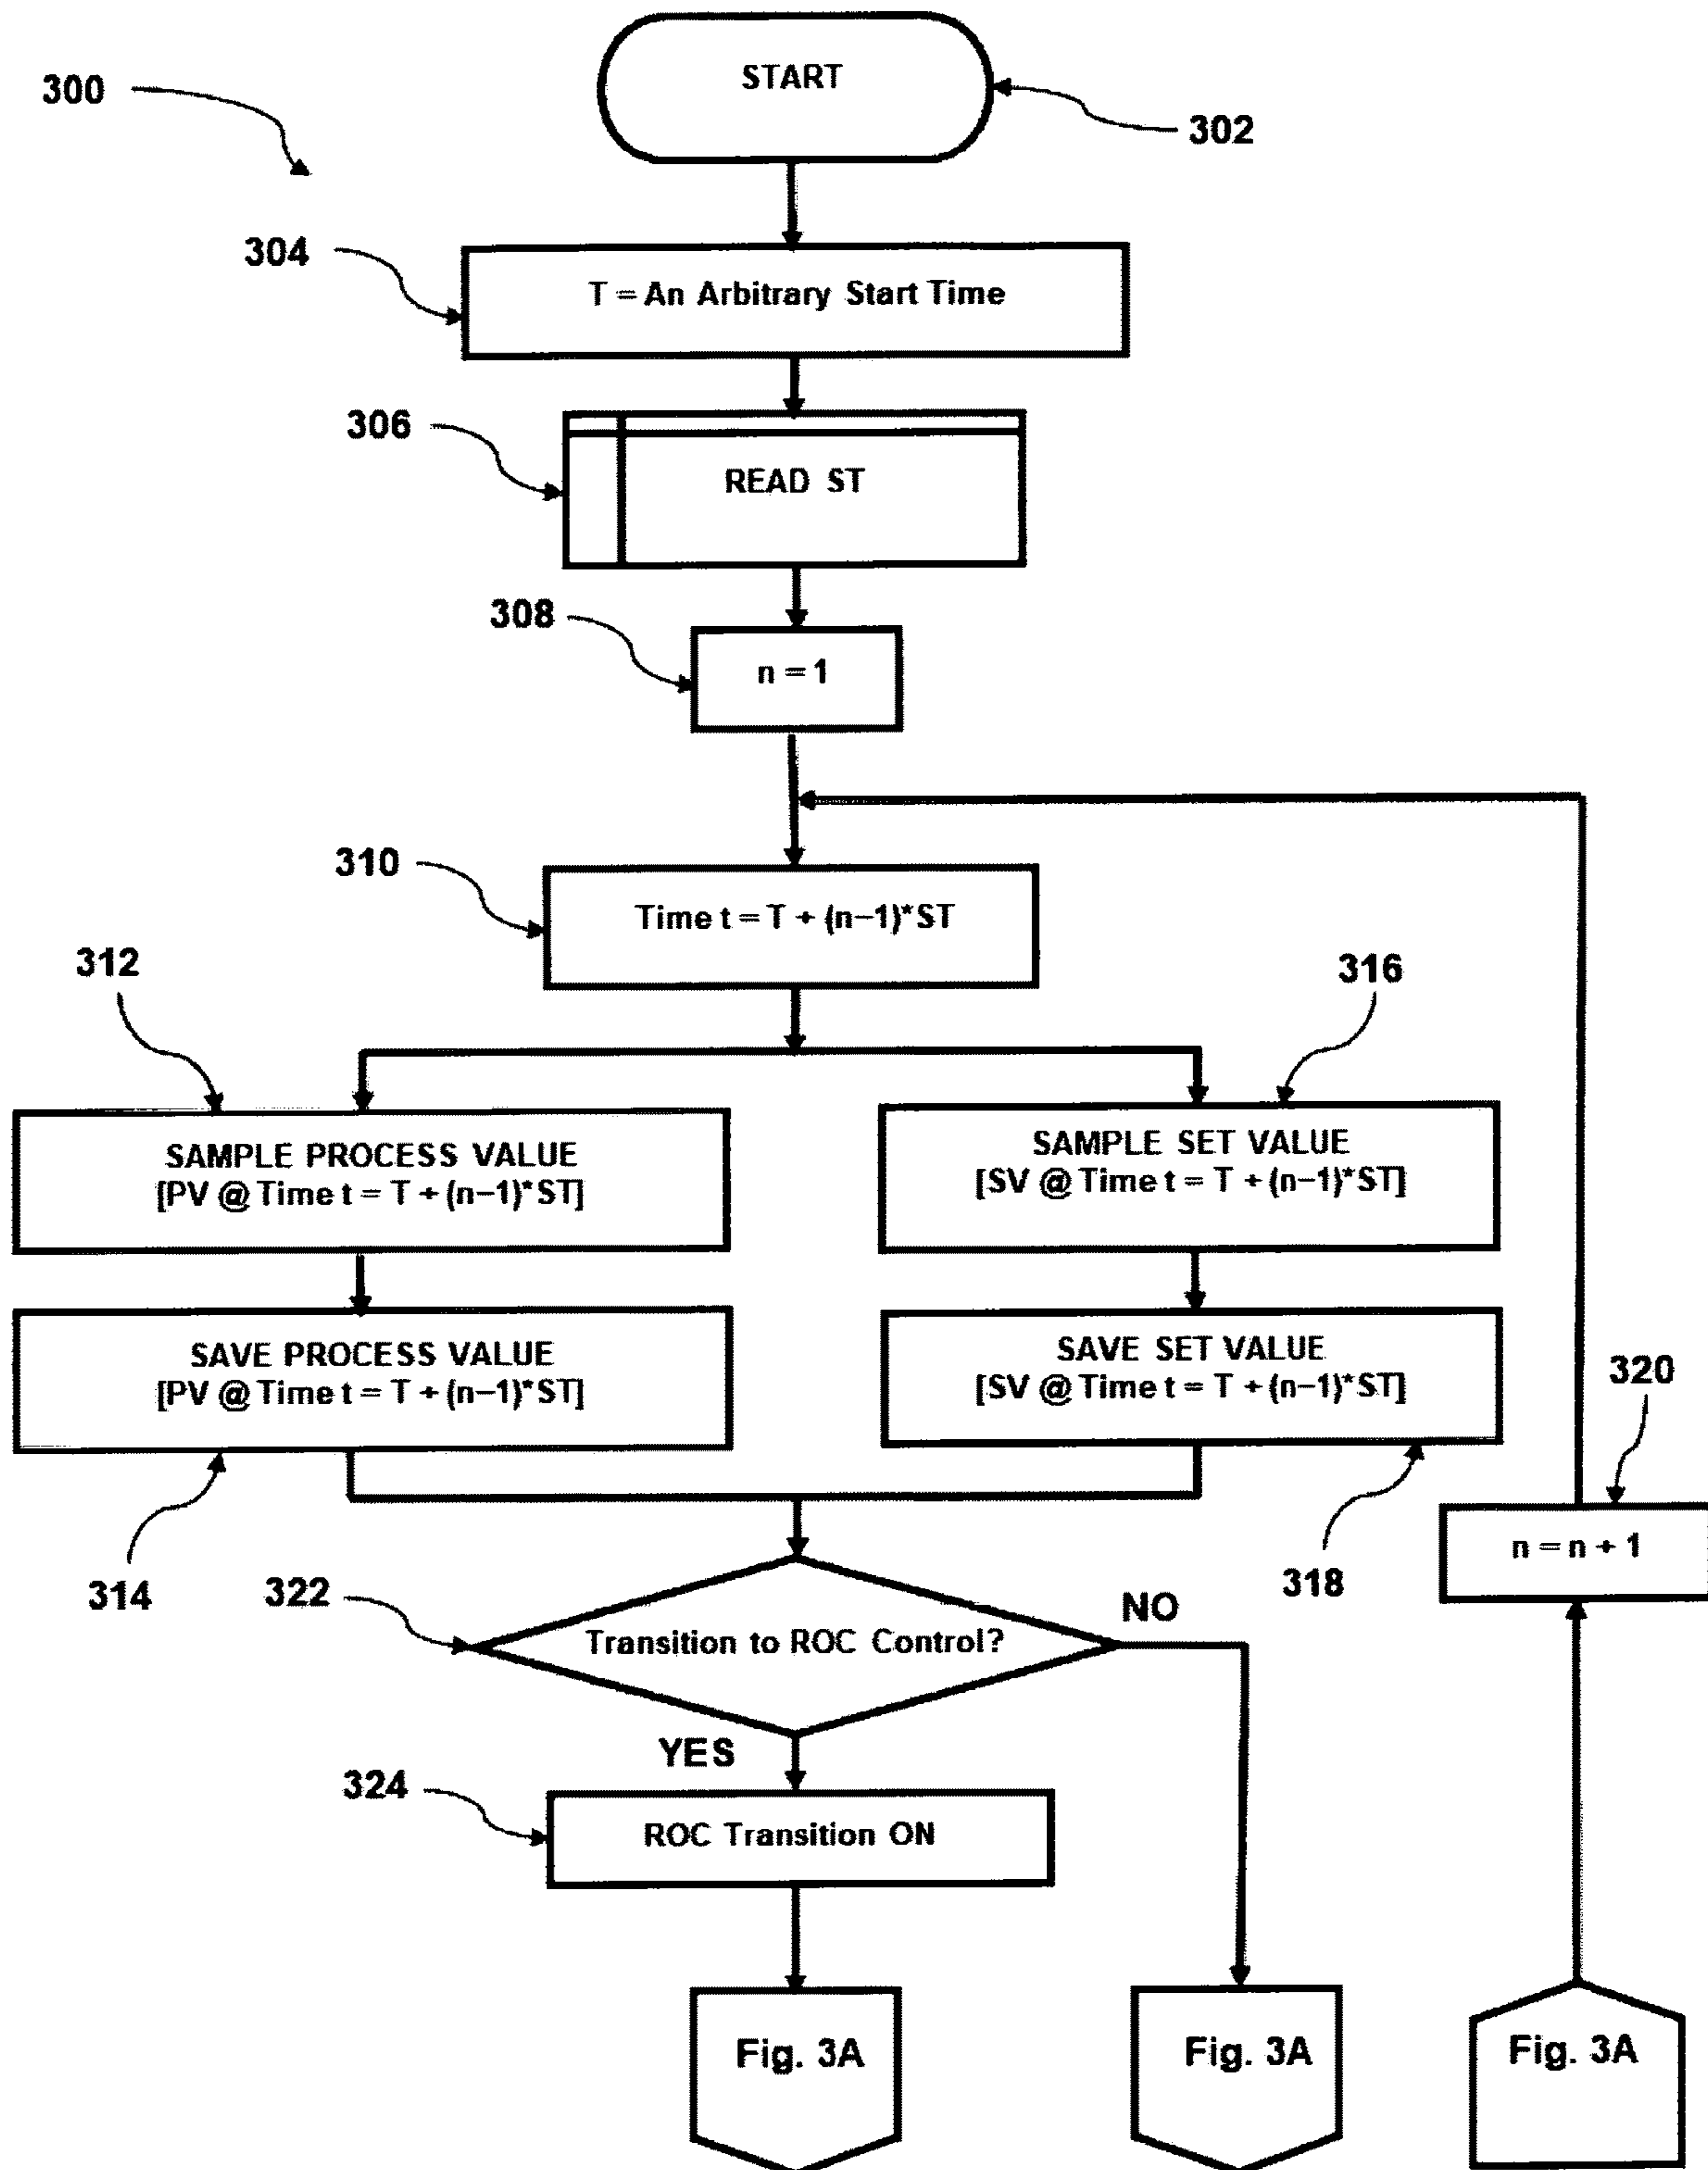 START
300
302
304
T = An Arbitrary Start Time
306
READ ST
308
n = 1
310
Time t = T + (n–1)*ST
312
316
SAMPLE PROCESS VALUE
[PV @ Time t = T + (n–1)*ST]
SAMPLE SET VALUE
[SV @ Time t = T + (n–1)*ST]
SAVE PROCESS VALUE
[PV @ Time t = T + (n–1)*ST]
SAVE SET VALUE
[SV @ Time t = T + (n–1)*ST]
320
n = n + 1
314
322
318
NO
Transition to ROC Control?
YES
324
ROC Transition ON
Fig. 3A
Fig. 3A
Fig. 3A